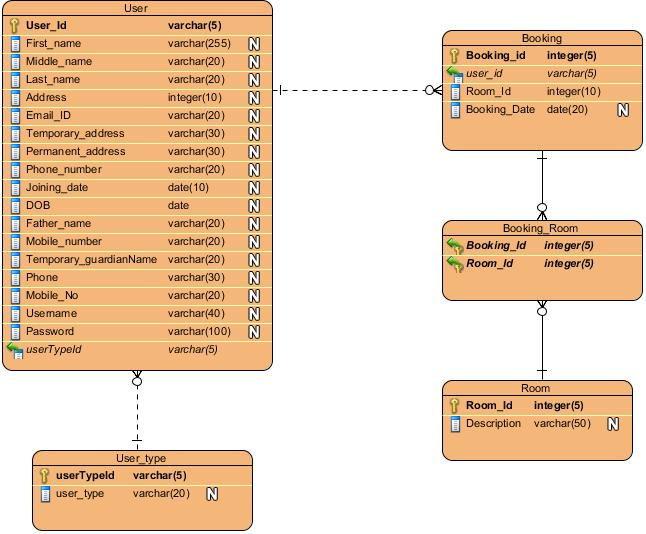 User
User_Id varchar(5)
First_name varchar(255) N
Middle_name varchar(20) N
Last_name varchar(20) N
Address integer(10) N
Email_ID varchar(20) N
Temporary_address varchar(30) N
Permanent_address varchar(30) N
Phone_number varchar(20) N
Joining_date date(10) N
DOB date N
Father_name varchar(20) N
Mobile_number varchar(20) N
Temporary_guardianName varchar(20) N
Phone varchar(30) N
Mobile_No varchar(20) N
Username varchar(40) N
Password varchar(100) N
userTypeId varchar(5)
User_type
userTypeId varchar(5)
user_type varchar(20) N
Booking
Booking_id integer(5)
user_id varchar(5)
Room_Id integer(10)
Booking_Date date(20) N
Booking_Room
Booking_Id integer(5)
Room_Id integer(5)
Room
Room_Id integer(5)
Description varchar(50) N